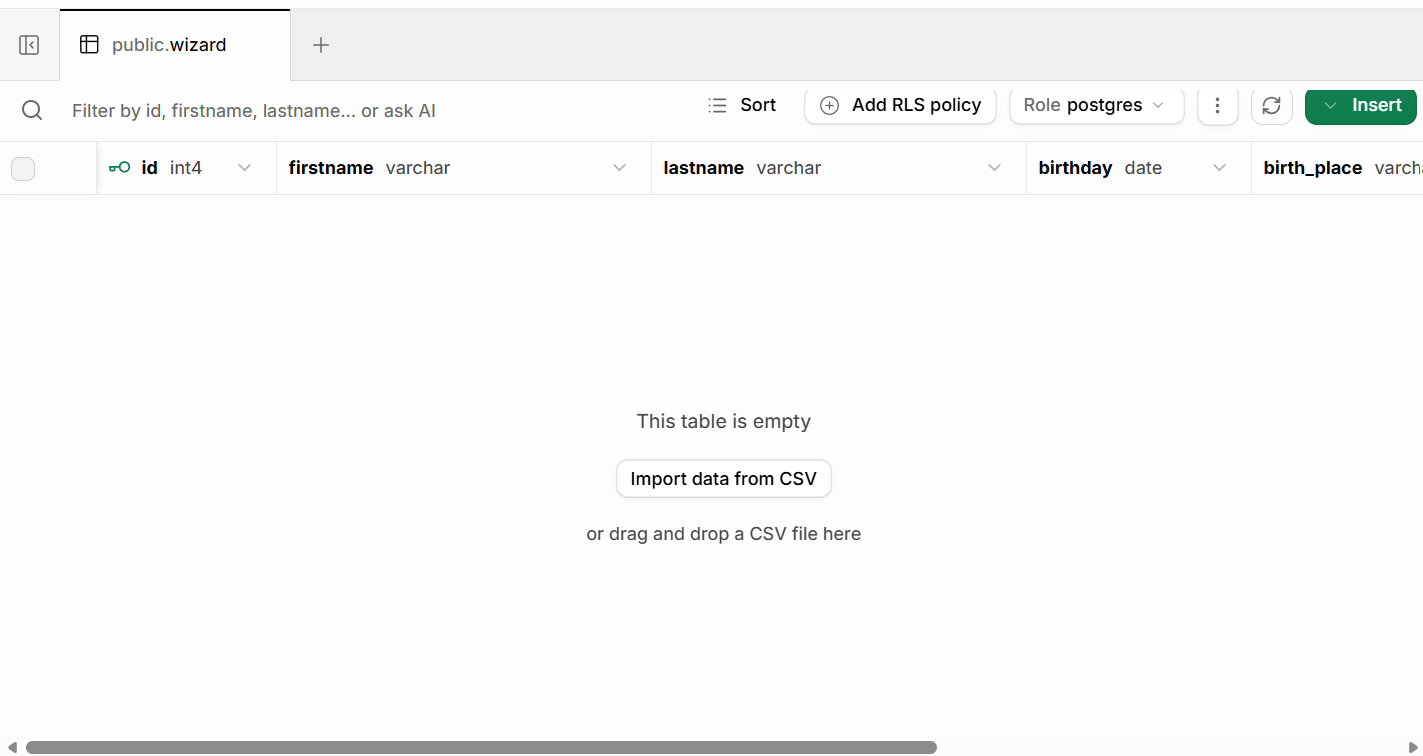 public.wizard
Filter by id, firstname, lastname... or ask AI
Sort
Add RLS policy
Role postgres
Insert
id int4
firstname varchar
lastname varchar
birthday date
birth_place varch
This table is empty
Import data from CSV
or drag and drop a CSV file here